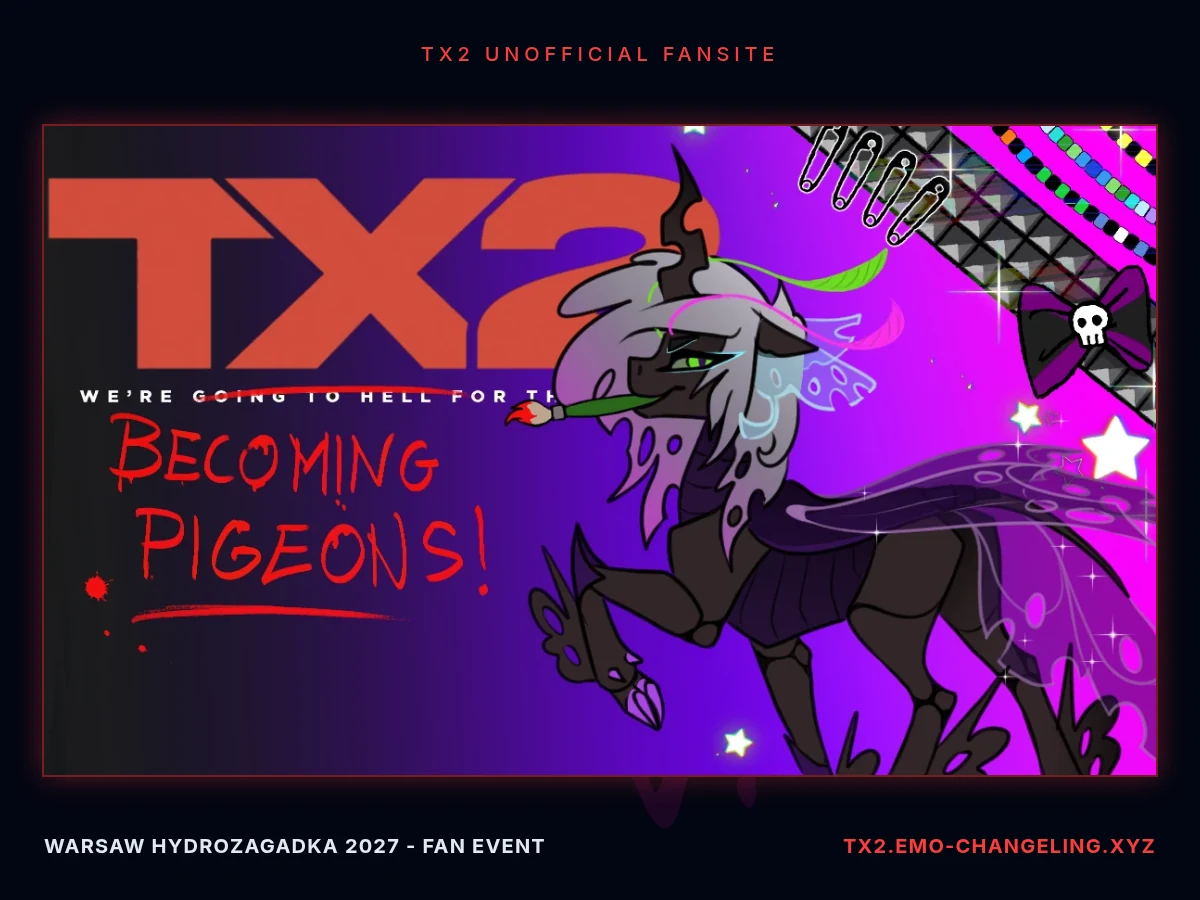 TX2 UNOFFICIAL FANSITE
TX2
WE'RE GOING TO HELL FOR
BECOMING
PIGEONS!
WARSAW HYDROZAGADKA 2027 - FAN EVENT
TX2.EMO-CHANGELING.XYZ